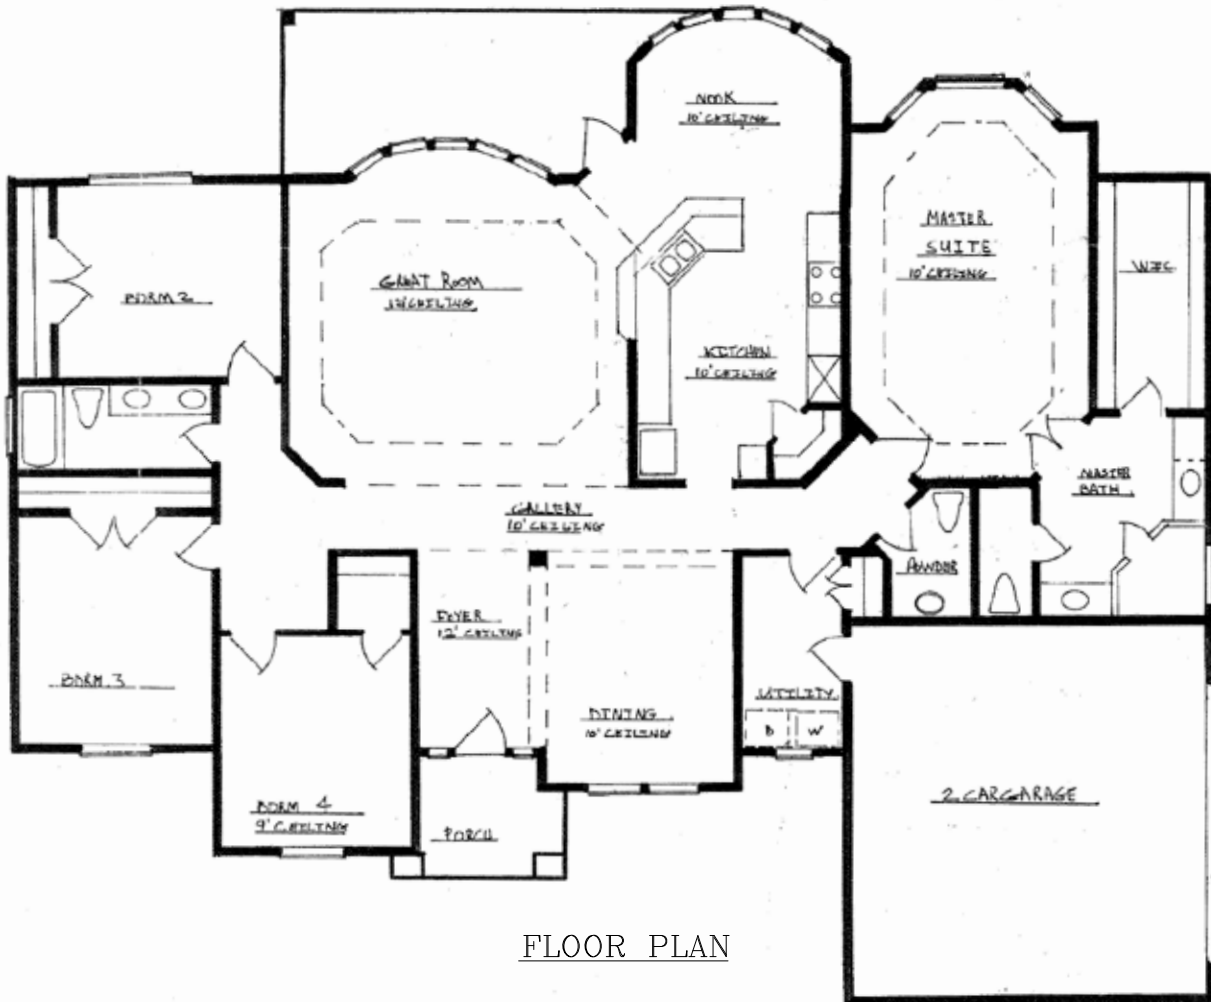 NOOK
10' CEILING
MASTER
SUITE
10' CEILING
W.I.C
GREAT ROOM
12' CEILING
BDRM 2
KITCHEN
10' CEILING
MASTER
BATH
GALLERY
10' CEILING
POWDER
FOYER
12' CEILING
BDRM. 3
UTILITY
DINING
10' CEILING
D W
2 CAR GARAGE
BDRM 4
9' CEILING
PORCH
FLOOR PLAN